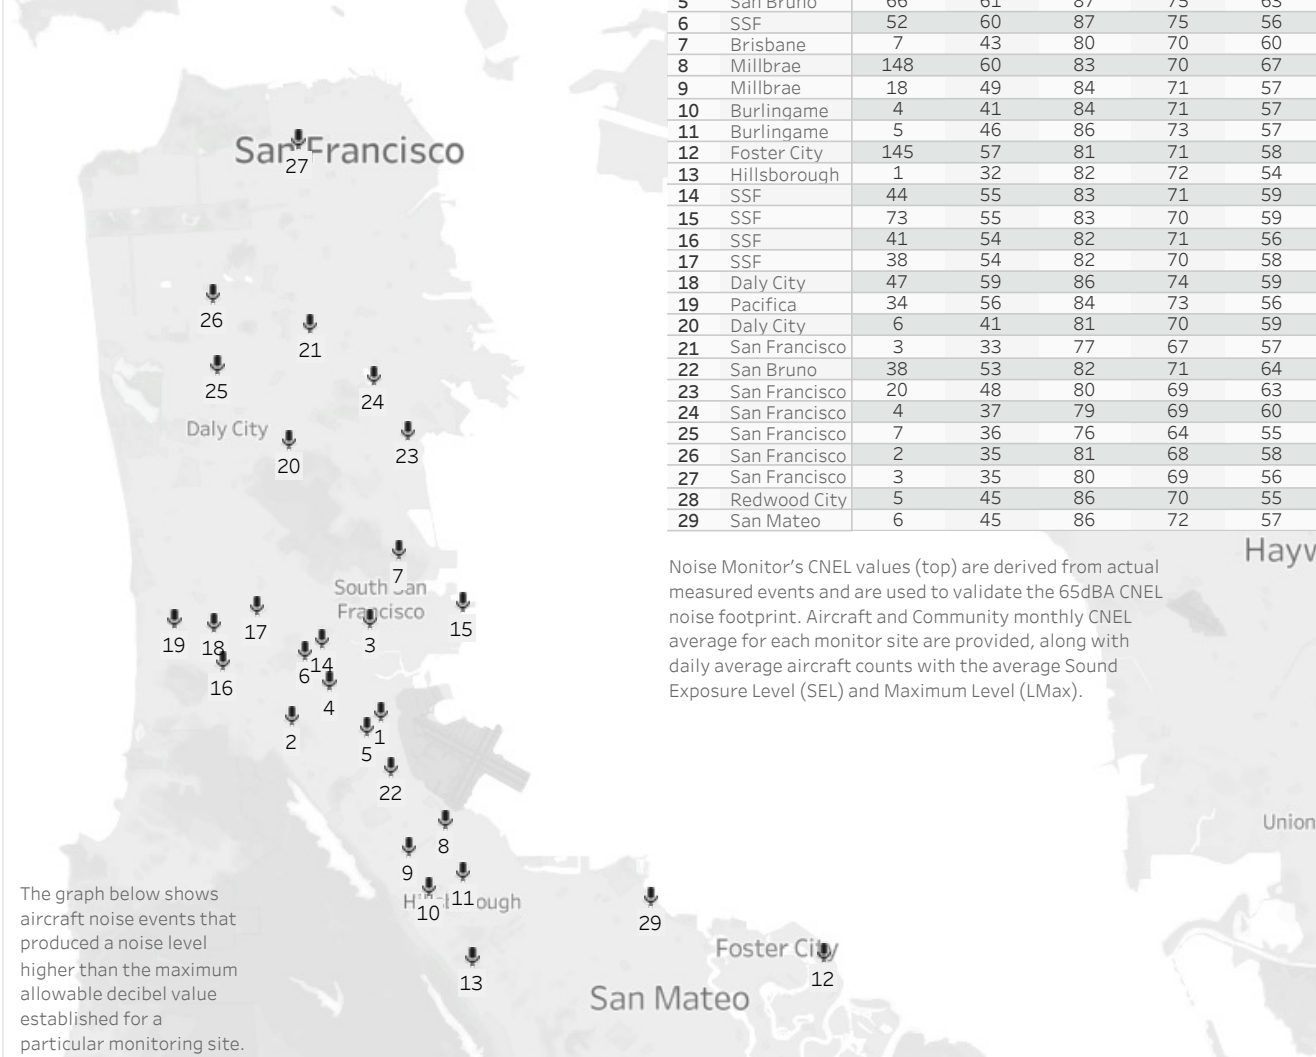 5 San Bruno 66 61 87 75 63
6 SSF 52 60 87 75 56
7 Brisbane 7 43 80 70 60
8 Millbrae 148 60 83 70 67
9 Millbrae 18 49 84 71 57
10 Burlingame 4 41 84 71 57
11 Burlingame 5 46 86 73 57
12 Foster City 145 57 81 71 58
13 Hillsborough 1 32 82 72 54
14 SSF 44 55 83 71 59
15 SSF 73 55 83 70 59
16 SSF 41 54 82 71 56
17 SSF 38 54 82 70 58
18 Daly City 47 59 86 74 59
19 Pacifica 34 56 84 73 56
20 Daly City 6 41 81 70 59
21 San Francisco 3 33 77 67 57
22 San Bruno 38 53 82 71 64
23 San Francisco 20 48 80 69 63
24 San Francisco 4 37 79 69 60
25 San Francisco 7 36 76 64 55
26 San Francisco 2 35 81 68 58
27 San Francisco 3 35 80 69 56
28 Redwood City 5 45 86 70 55
29 San Mateo 6 45 86 72 57
Noise Monitor's CNEL values (top) are derived from actual
measured events and are used to validate the 65dBA CNEL
noise footprint. Aircraft and Community monthly CNEL
average for each monitor site are provided, along with
daily average aircraft counts with the average Sound
Exposure Level (SEL) and Maximum Level (LMax).
San Francisco
27
26
21
25
24
Daly City
23
20
7
South San
Francisco
15
3
17
19
18
14
6
16
4
1
2
5
22
8
9
11
10
29
13
Foster City
12
San Mateo
Union
The graph below shows
aircraft noise events that
produced a noise level
higher than the maximum
allowable decibel value
established for a
particular monitoring site.